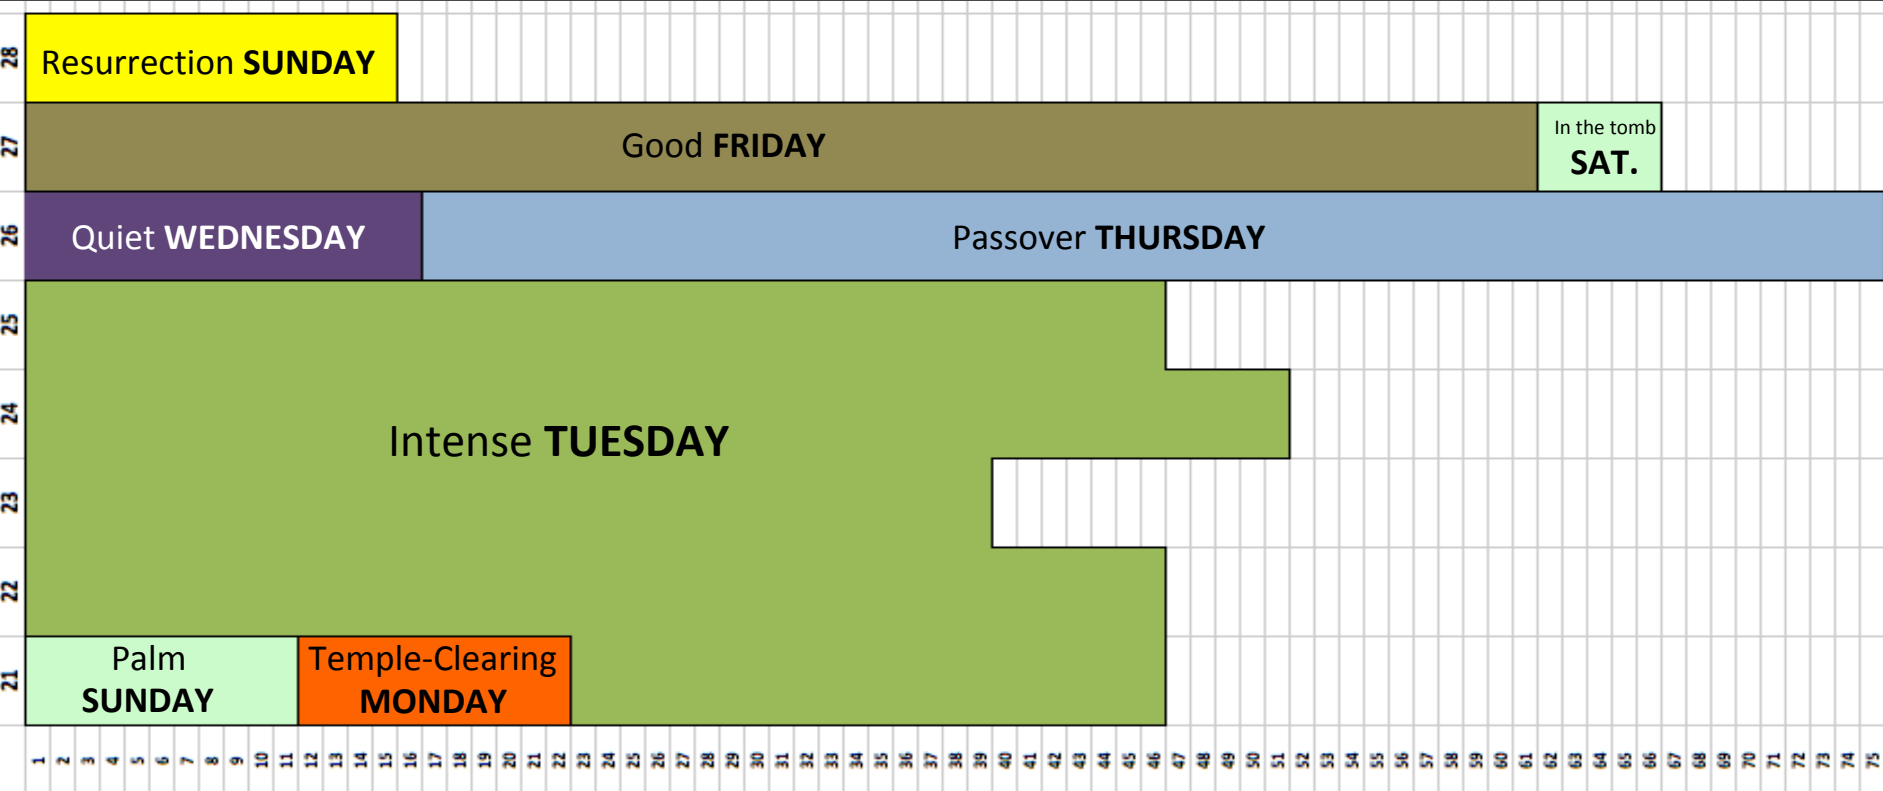 28
Resurrection SUNDAY
27
Good FRIDAY
In the tomb
SAT.
26
Quiet WEDNESDAY
Passover THURSDAY
25
24
Intense TUESDAY
23
22
21
Palm
SUNDAY
Temple-Clearing
MONDAY
1 2 3 4 5 6 7 8 9 10 11 12 13 14 15 16 17 18 19 20 21 22 23 24 25 26 27 28 29 30 31 32 33 34 35 36 37 38 39 40 41 42 43 44 45 46 47 48 49 50 51 52 53 54 55 56 57 58 59 60 61 62 63 64 65 66 67 68 69 70 71 72 73 74 75